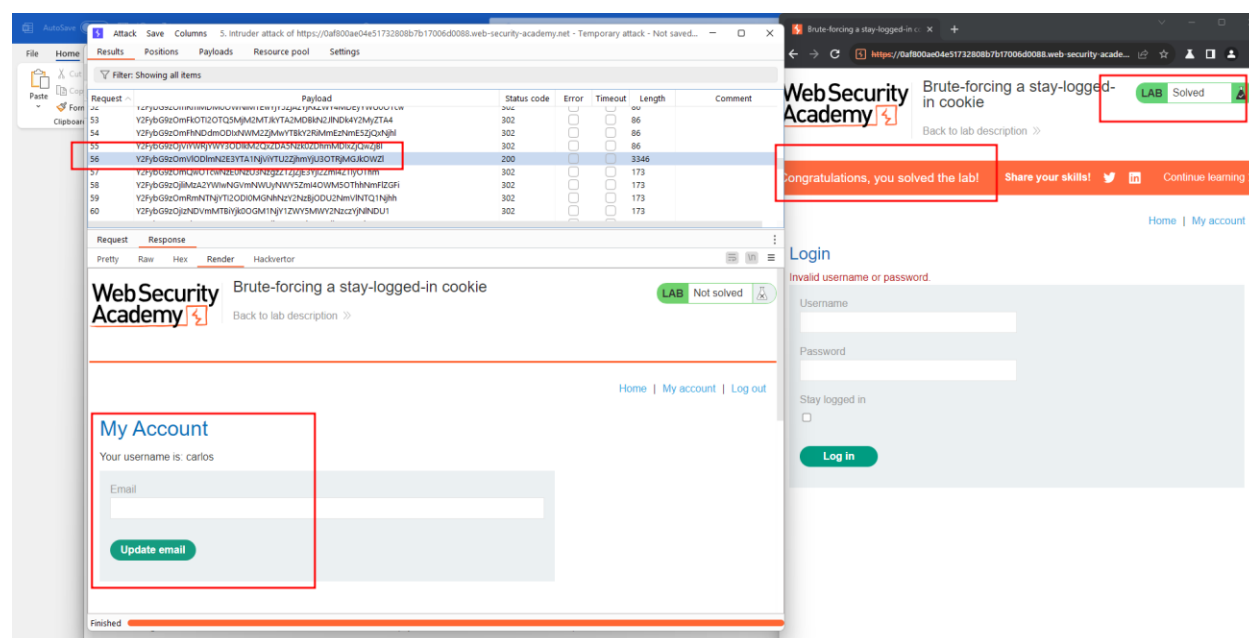 AutoSave
File Home
Paste
Cut
Clipboard
Attack Save Columns 5. Intruder attack of https://0af800ae04e51732808b7b17006d0088.web-security-academy.net - Temporary attack - Not saved...
Results Positions Payloads Resource pool Settings
Filter: Showing all items
Request Payload Status code Error Timeout Length Comment
53 302 86
54 302 86
55 302 86
56 200 3346
57 302 173
58 302 173
59 302 173
60 302 173
Request Response
Pretty Raw Hex Render Hackvertor
Web Security Academy
Brute-forcing a stay-logged-in cookie
Back to lab description
LAB Not solved
Home | My account | Log out
My Account
Your username is: carlos
Email
Update email
Finished
Brute-forcing a stay-logged-in c
https://0af800ae04e51732808b7b17006d0088.web-security-acade...
Web Security
Academy
Brute-forcing a stay-logged-
in cookie
Back to lab description
LAB Solved
Congratulations, you solved the lab! Share your skills! Continue learning
Home | My account
Login
Invalid username or password.
Username
Password
Stay logged in
Log in